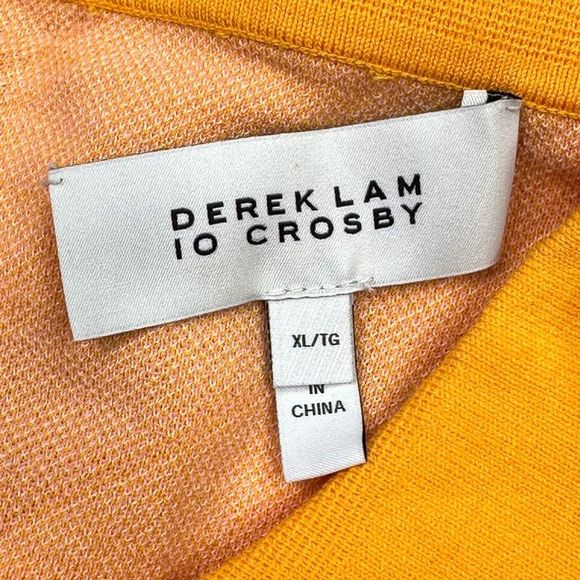 DEREK LAM
10 CROSBY
XL/TG
IN
CHINA